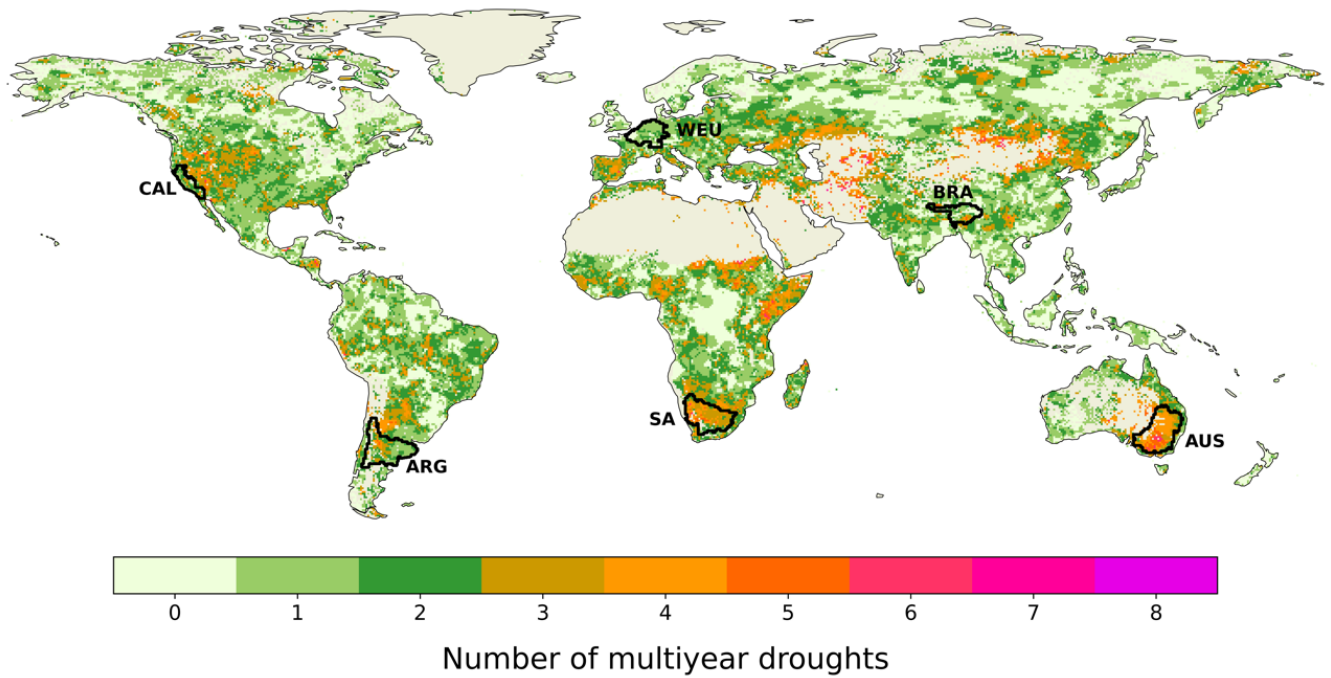 WEU
CAL
BRA
SA
AUS
ARG
0 1 2 3 4 5 6 7 8
Number of multiyear droughts